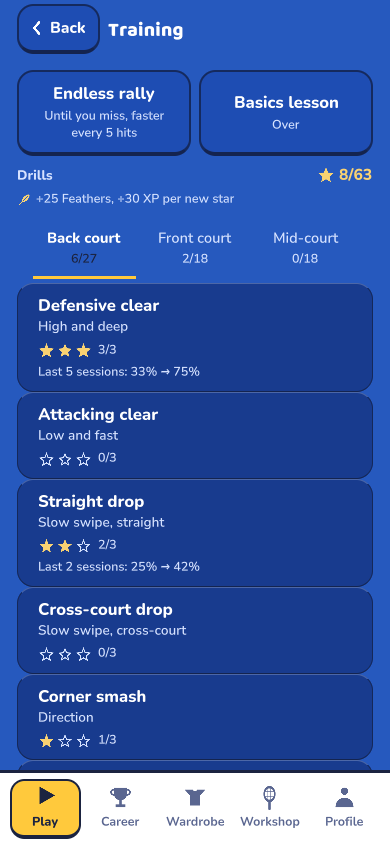 Back
Training
Endless rally
Until you miss, faster
every 5 hits
Basics lesson
Over
Drills
8/63
+25 Feathers, +30 XP per new star
Back court
6/27
Front court
2/18
Mid-court
0/18
Defensive clear
High and deep
3/3
Last 5 sessions: 33% → 75%
Attacking clear
Low and fast
0/3
Straight drop
Slow swipe, straight
2/3
Last 2 sessions: 25% → 42%
Cross-court drop
Slow swipe, cross-court
0/3
Corner smash
Direction
1/3
Play
Career
Wardrobe
Workshop
Profile